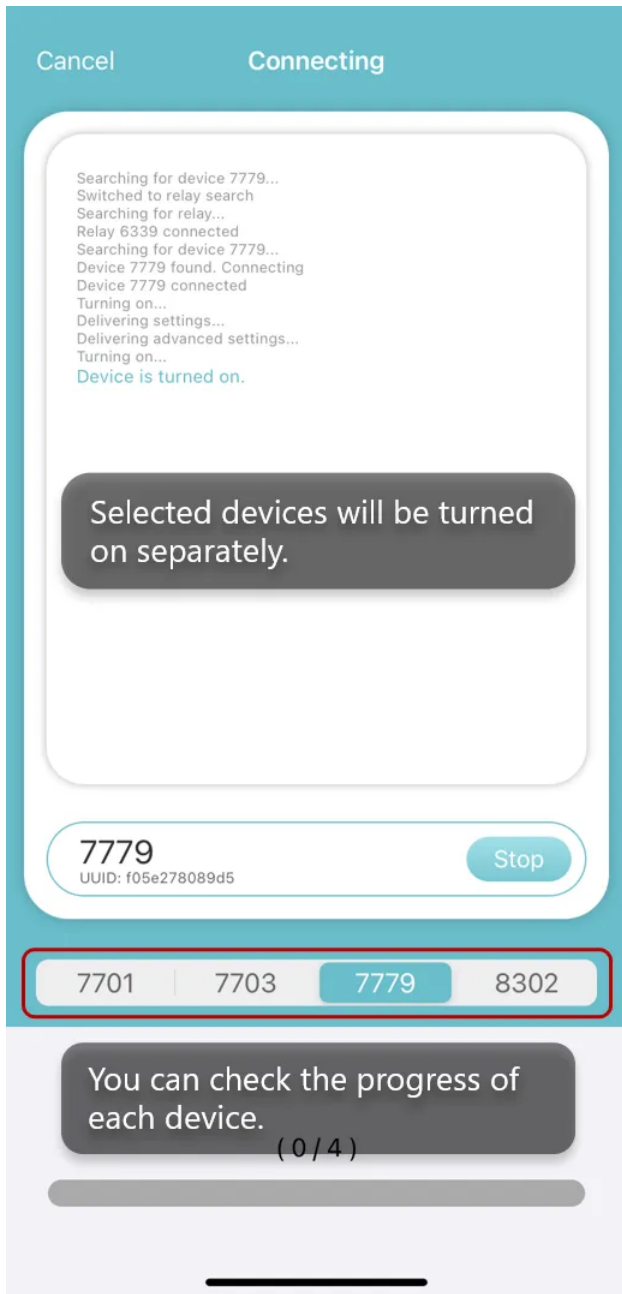 Cancel
Connecting
Searching for device 7779...
Switched to relay search
Searching for relay...
Relay 6339 connected
Searching for device 7779...
Device 7779 found. Connecting
Device 7779 connected
Turning on...
Delivering settings...
Delivering advanced settings...
Turning on...
Device is turned on.
Selected devices will be turned
on separately.
7779
UUID: f05e278089d5
Stop
7701 7703 7779 8302
You can check the progress of
each device.
( 0 / 4 )